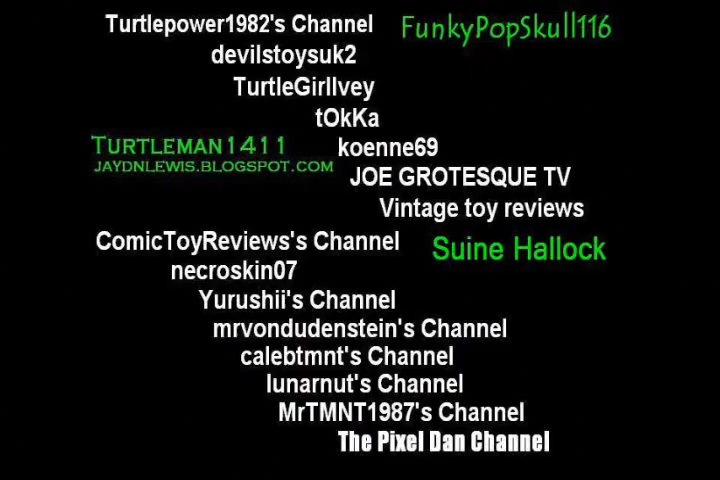 Turtlepower1982's Channel
FunkyPopSkull116
devilstoysuk2
TurtleGirlIvey
tOkKa
TURTLEMAN1411
koenne69
JAYDNLEWIS.BLOGSPOT.COM
JOE GROTESQUE TV
Vintage toy reviews
ComicToyReviews's Channel
Suine Hallock
necroskin07
Yurushii's Channel
mrvondudenstein's Channel
calebtmnt's Channel
lunarnut's Channel
MrTMNT1987's Channel
The Pixel Dan Channel